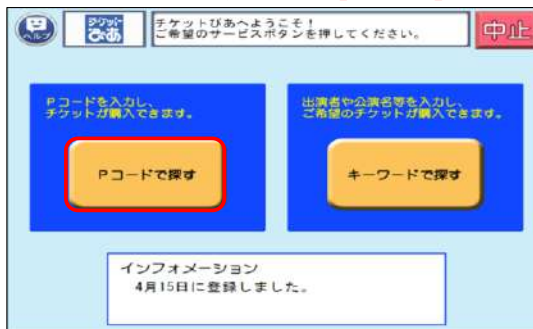 ヘルプ
チケット
ぴあ
チケットぴあへようこそ!
ご希望のサービスボタンを押してください。
中止
Pコードを入力し、
チケットが購入できます。
Pコードで探す
出演者や公演名等を入力し、
ご希望のチケットが購入できます。
キーワードで探す
インフォメーション
4月15日に登録しました。